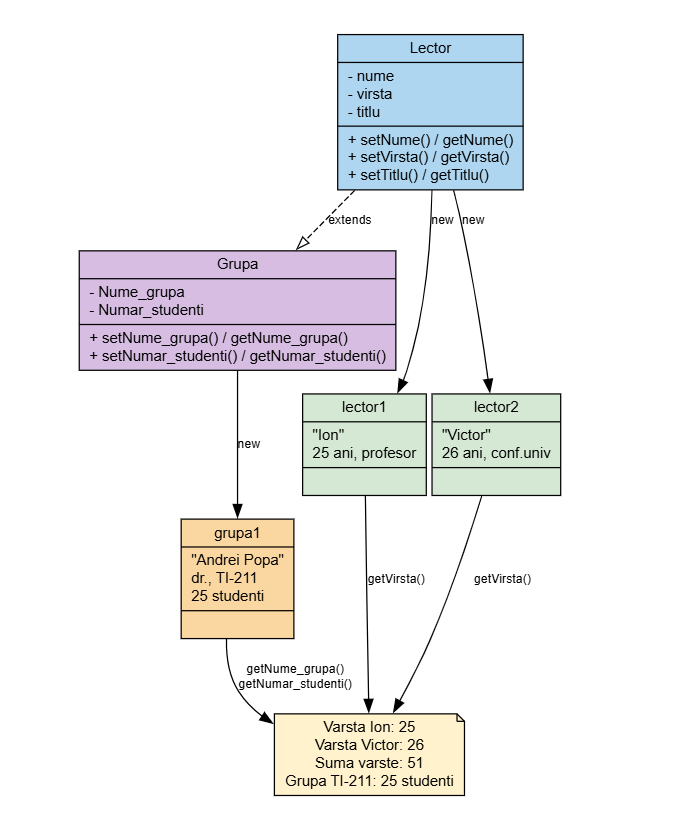 Lector
- nume
- virsta
- titlu
+ setNume() / getNume()
+ setVirsta() / getVirsta()
+ setTitlu() / getTitlu()
extends
new
new
Grupa
- Nume_grupa
- Numar_studenti
+ setNume_grupa() / getNume_grupa()
+ setNumar_studenti() / getNumar_studenti()
new
lector1
"Ion"
25 ani, profesor
lector2
"Victor"
26 ani, conf.univ
grupa1
"Andrei Popa"
dr., TI-211
25 studenti
getVirsta()
getVirsta()
getNume_grupa()
getNumar_studenti()
Varsta Ion: 25
Varsta Victor: 26
Suma varste: 51
Grupa TI-211: 25 studenti